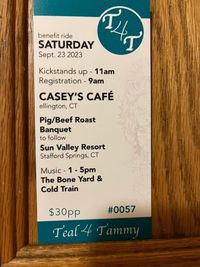 T4T
benefit ride
SATURDAY
Sept. 23 2023
Kickstands up - 11am
Registration - 9am
CASEY'S CAFÉ
ellington, CT
Pig/Beef Roast
Banquet
to follow
Sun Valley Resort
Stafford Springs, CT
Music - 1 - 5pm
The Bone Yard &
Cold Train
$30pp #0057
Teal 4 Tammy